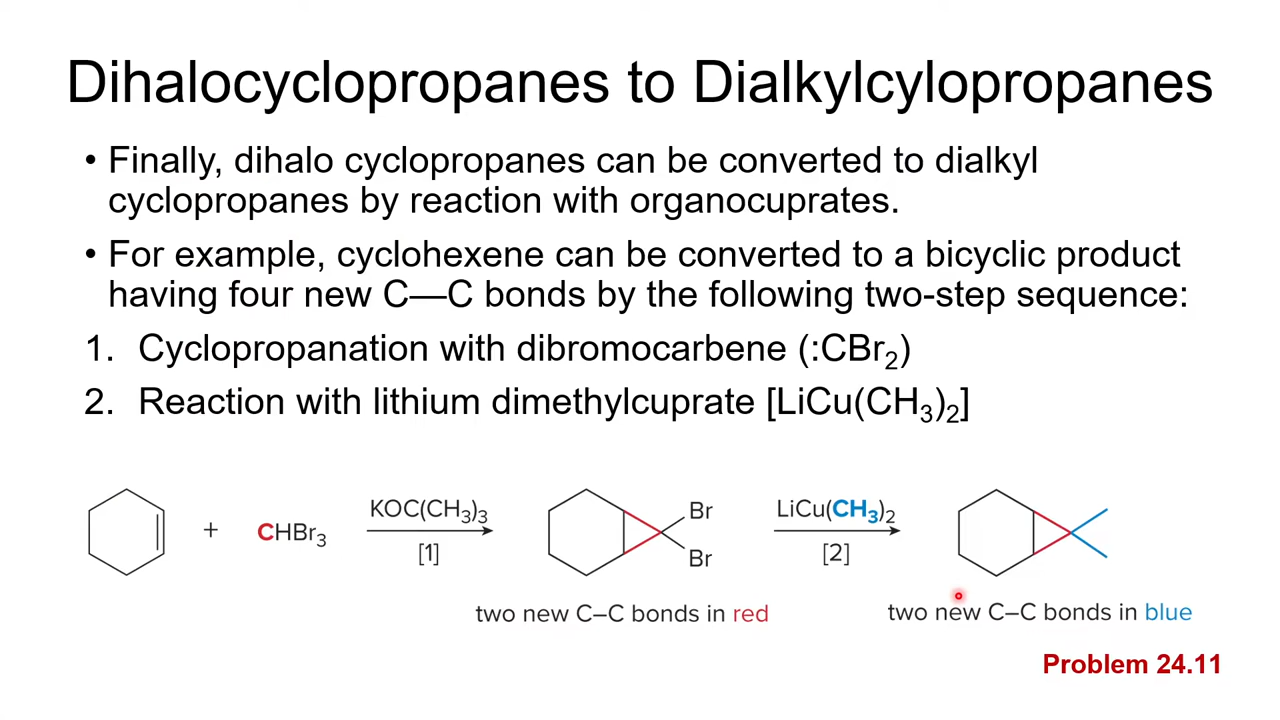 Dihalocyclopropanes to Dialkylcylopropanes
• Finally, dihalo cyclopropanes can be converted to dialkyl
cyclopropanes by reaction with organocuprates.
• For example, cyclohexene can be converted to a bicyclic product
having four new C—C bonds by the following two-step sequence:
1. Cyclopropanation with dibromocarbene (:CBr₂)
2. Reaction with lithium dimethylcuprate [LiCu(CH₃)₂]
+
CHBr₃
KOC(CH₃)₃
[1]
Br
Br
LiCu(CH₃)₂
[2]
two new C–C bonds in red
two new C–C bonds in blue
Problem 24.11